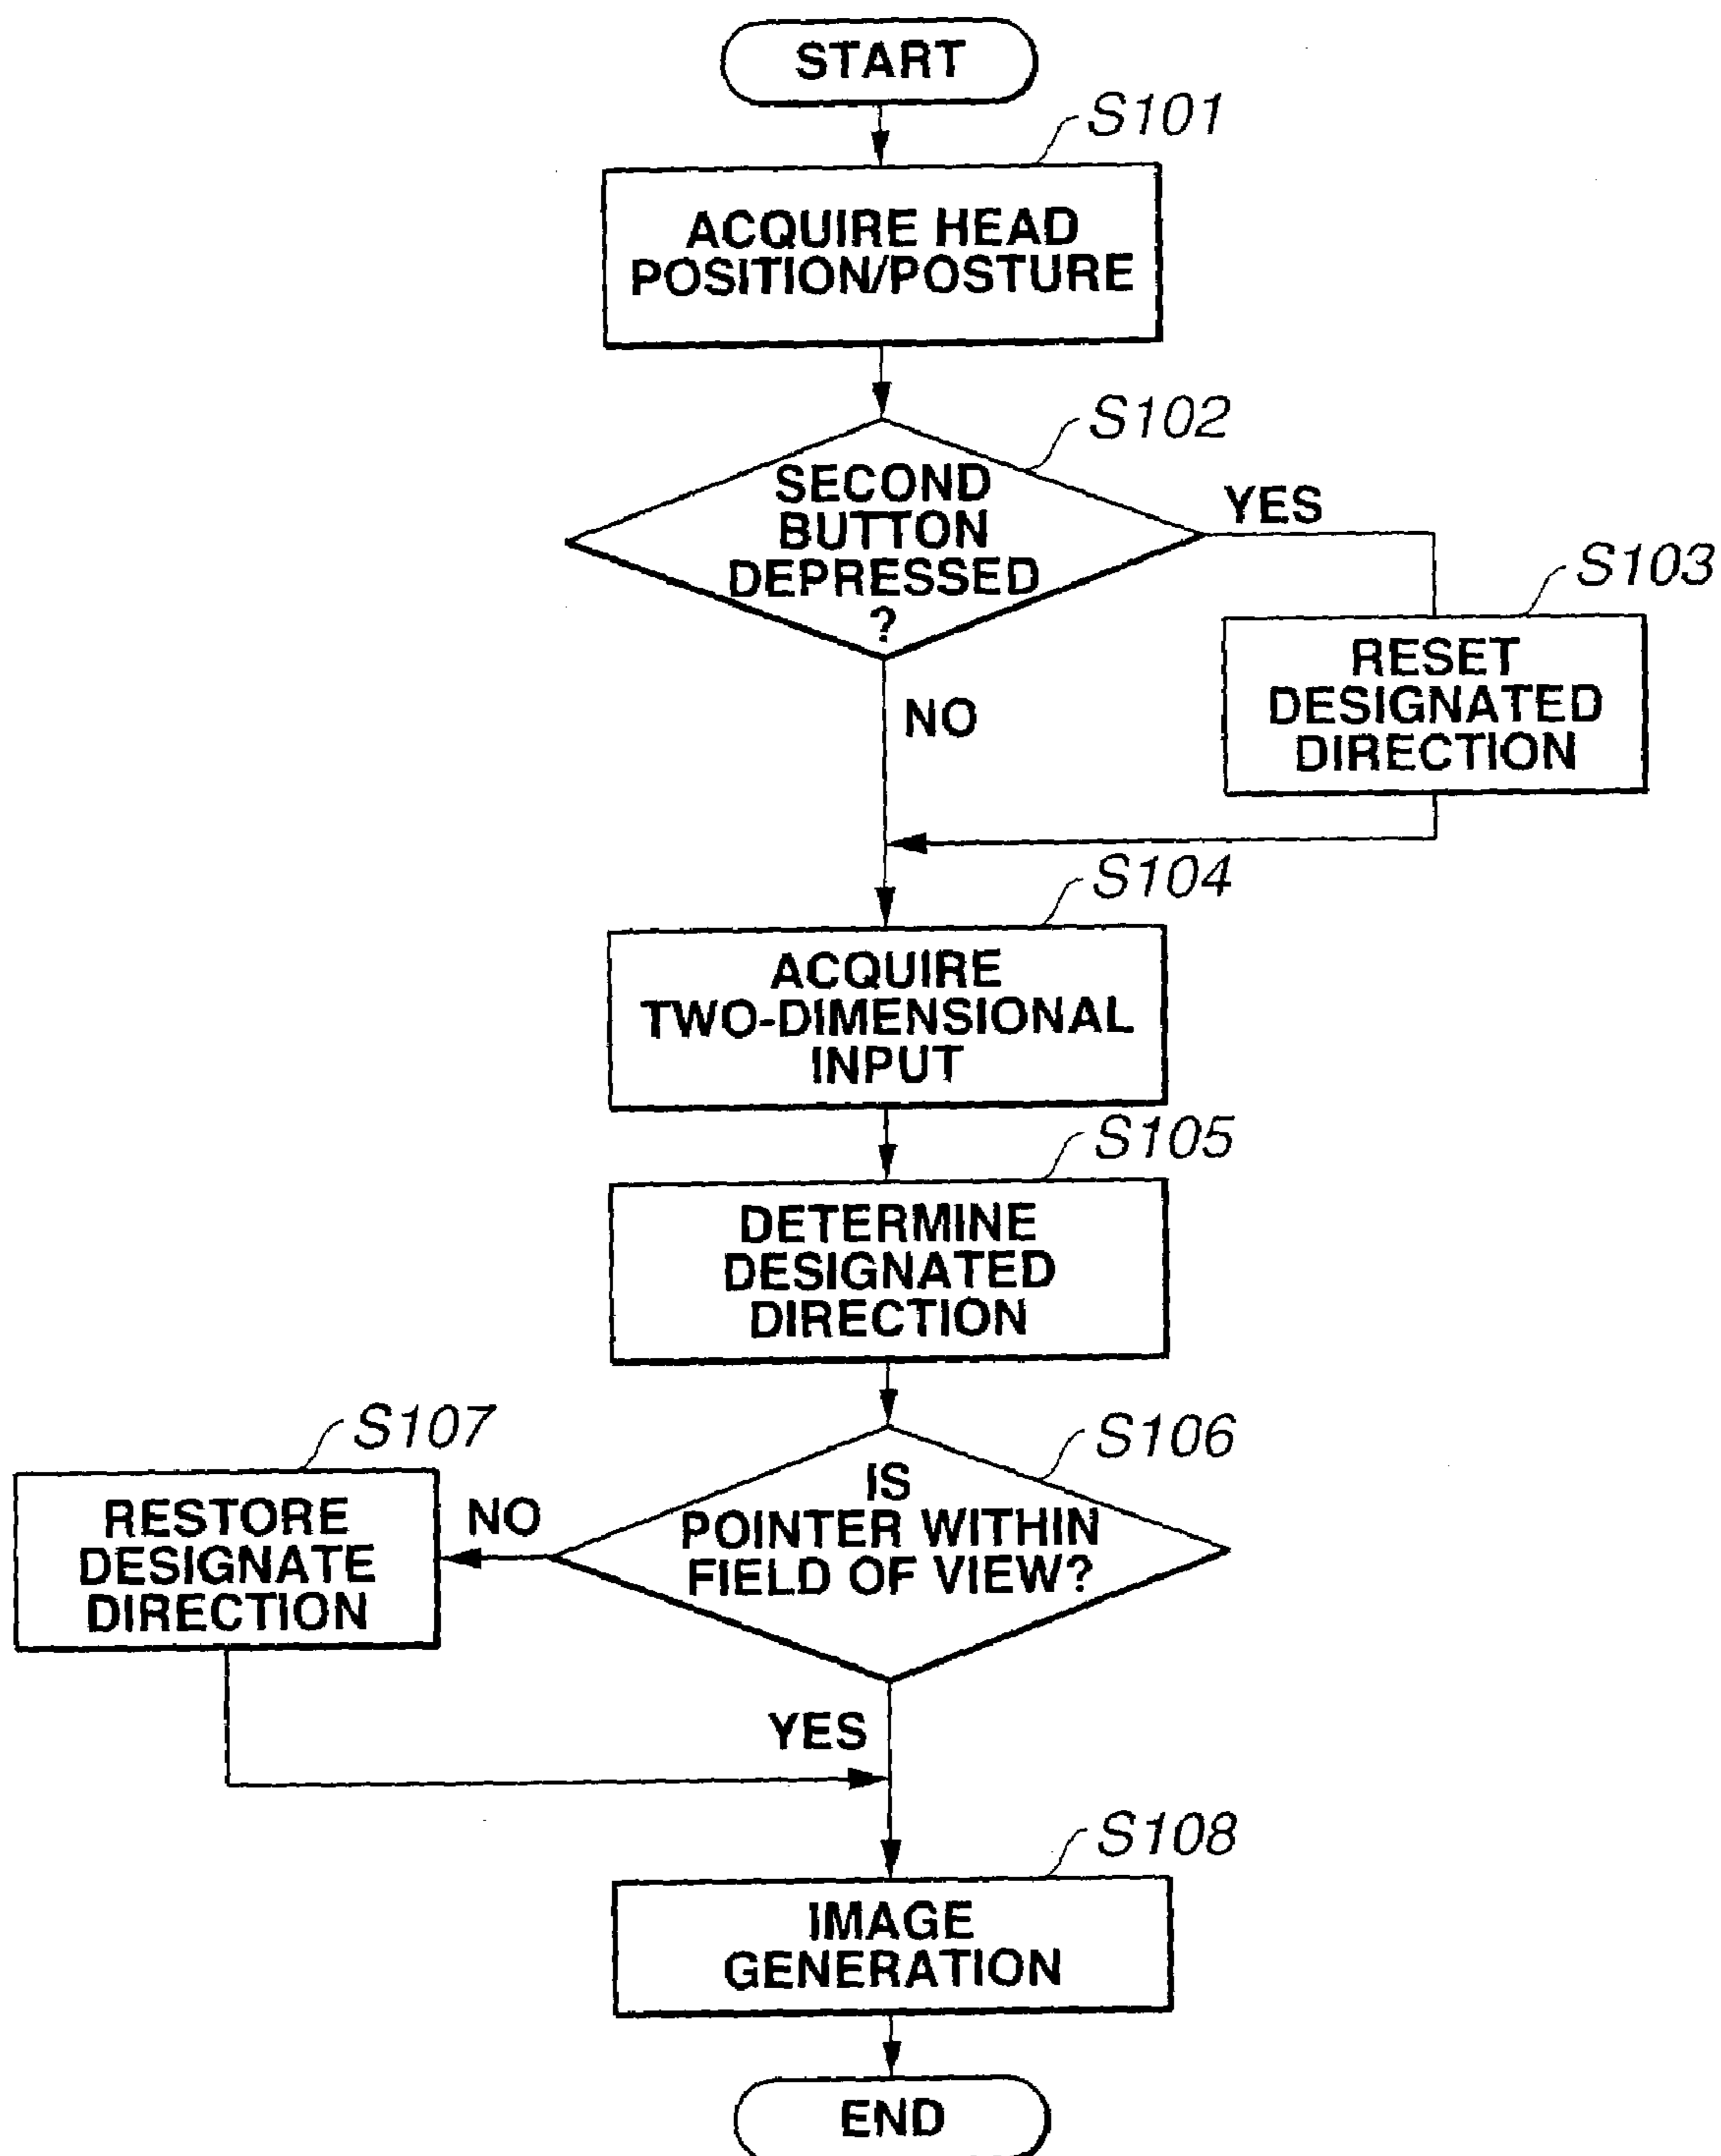 START
S101
ACQUIRE HEAD
POSITION/POSTURE
S102
SECOND
BUTTON
DEPRESSED
?
YES
S103
RESET
DESIGNATED
DIRECTION
NO
S104
ACQUIRE
TWO-DIMENSIONAL
INPUT
S105
DETERMINE
DESIGNATED
DIRECTION
S106
IS
POINTER WITHIN
FIELD OF VIEW?
NO
S107
RESTORE
DESIGNATE
DIRECTION
YES
S108
IMAGE
GENERATION
END